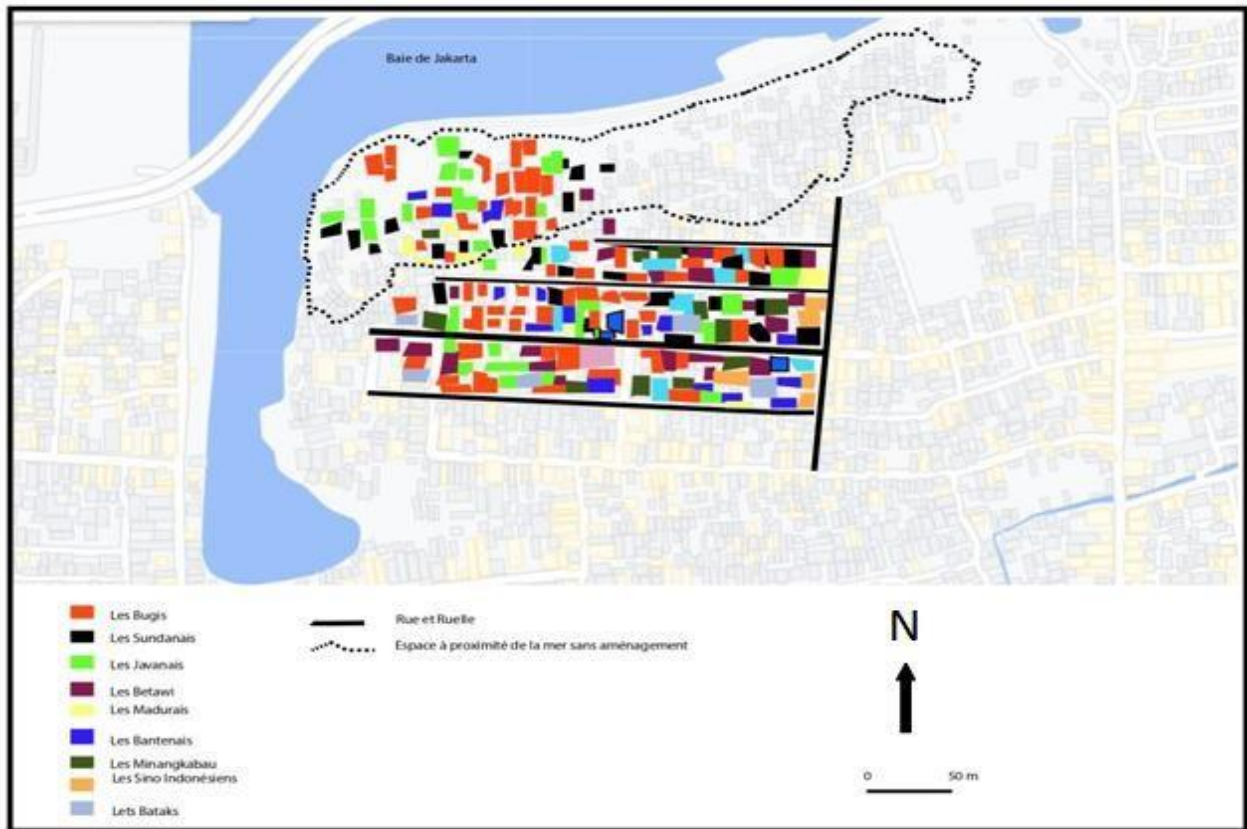 Baie de Jakarta
Les Bugis
Les Sundanais
Les Javanais
Les Betawi
Les Madurais
Les Bantenais
Les Minangkabau
Les Sino Indonésiens
Lets Bataks
Rue et Ruelle
Espace à proximité de la mer sans aménagement
N
0 50 m